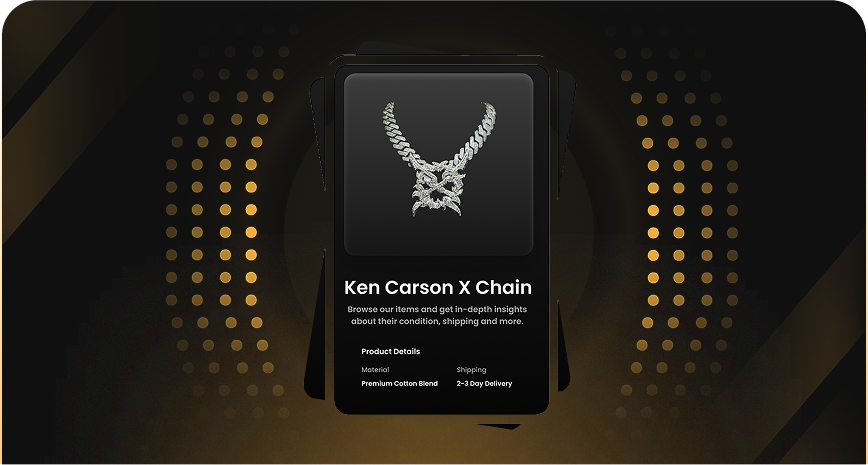 Ken Carson X Chain
Browse our items and get in-depth insights
about their condition, shipping and more.
Product Details
Material
Shipping
Premium Cotton Blend
2-3 Day Delivery